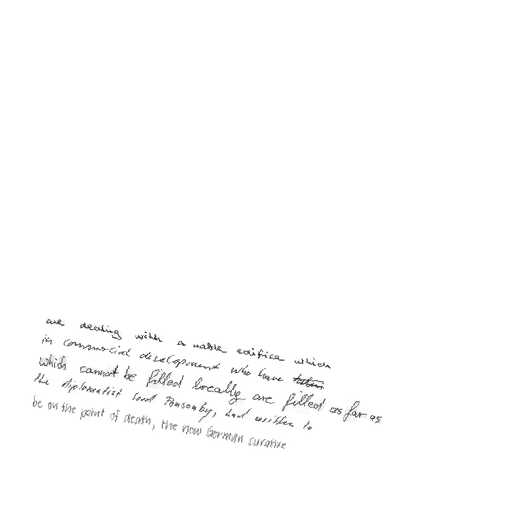 are dealing with a noble edifice which
in commercial development who have
which cannot be filled locally are filled as far as
the diplomatist Lord Ponsonby, had written to
be on the point of death, the new German curative